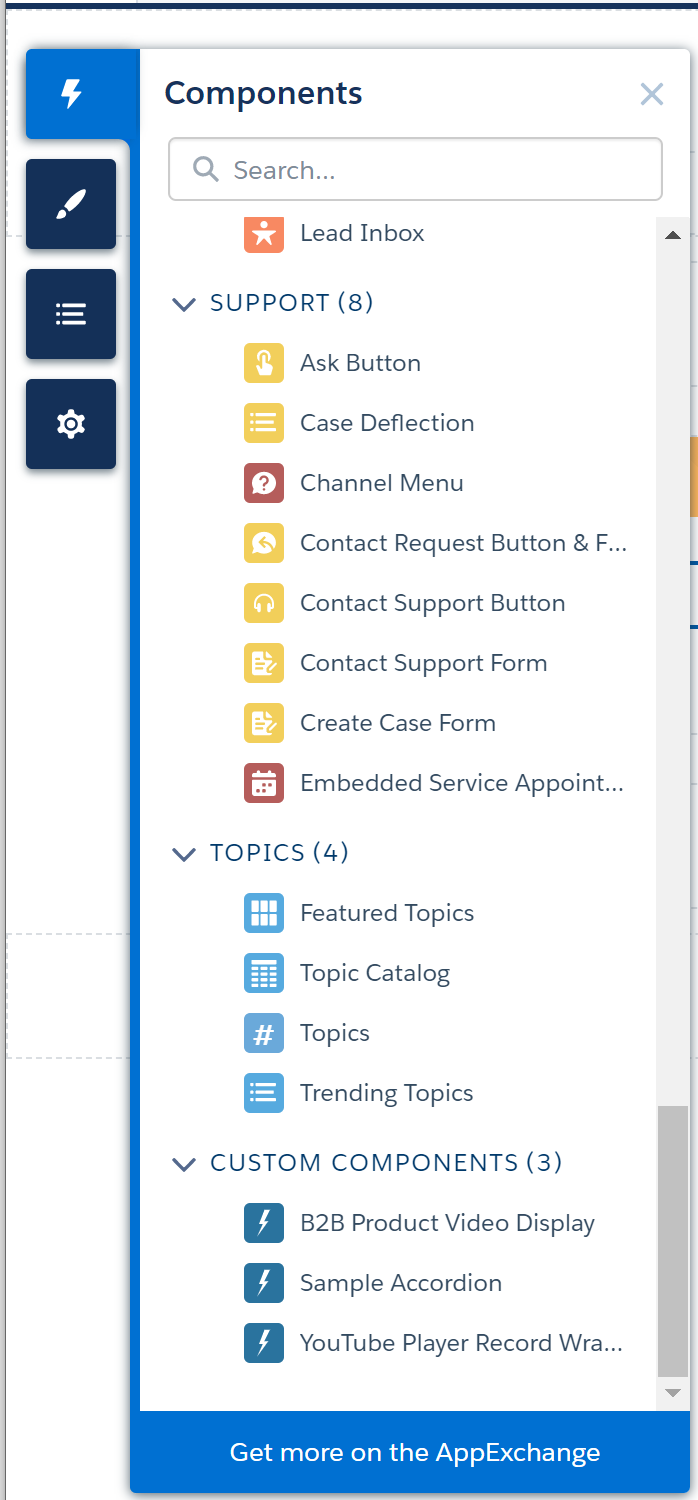 Components
Search...
Lead Inbox
SUPPORT (8)
Ask Button
Case Deflection
Channel Menu
Contact Request Button & F...
Contact Support Button
Contact Support Form
Create Case Form
Embedded Service Appoint...
TOPICS (4)
Featured Topics
Topic Catalog
# Topics
Trending Topics
CUSTOM COMPONENTS (3)
B2B Product Video Display
Sample Accordion
YouTube Player Record Wra...
Get more on the AppExchange